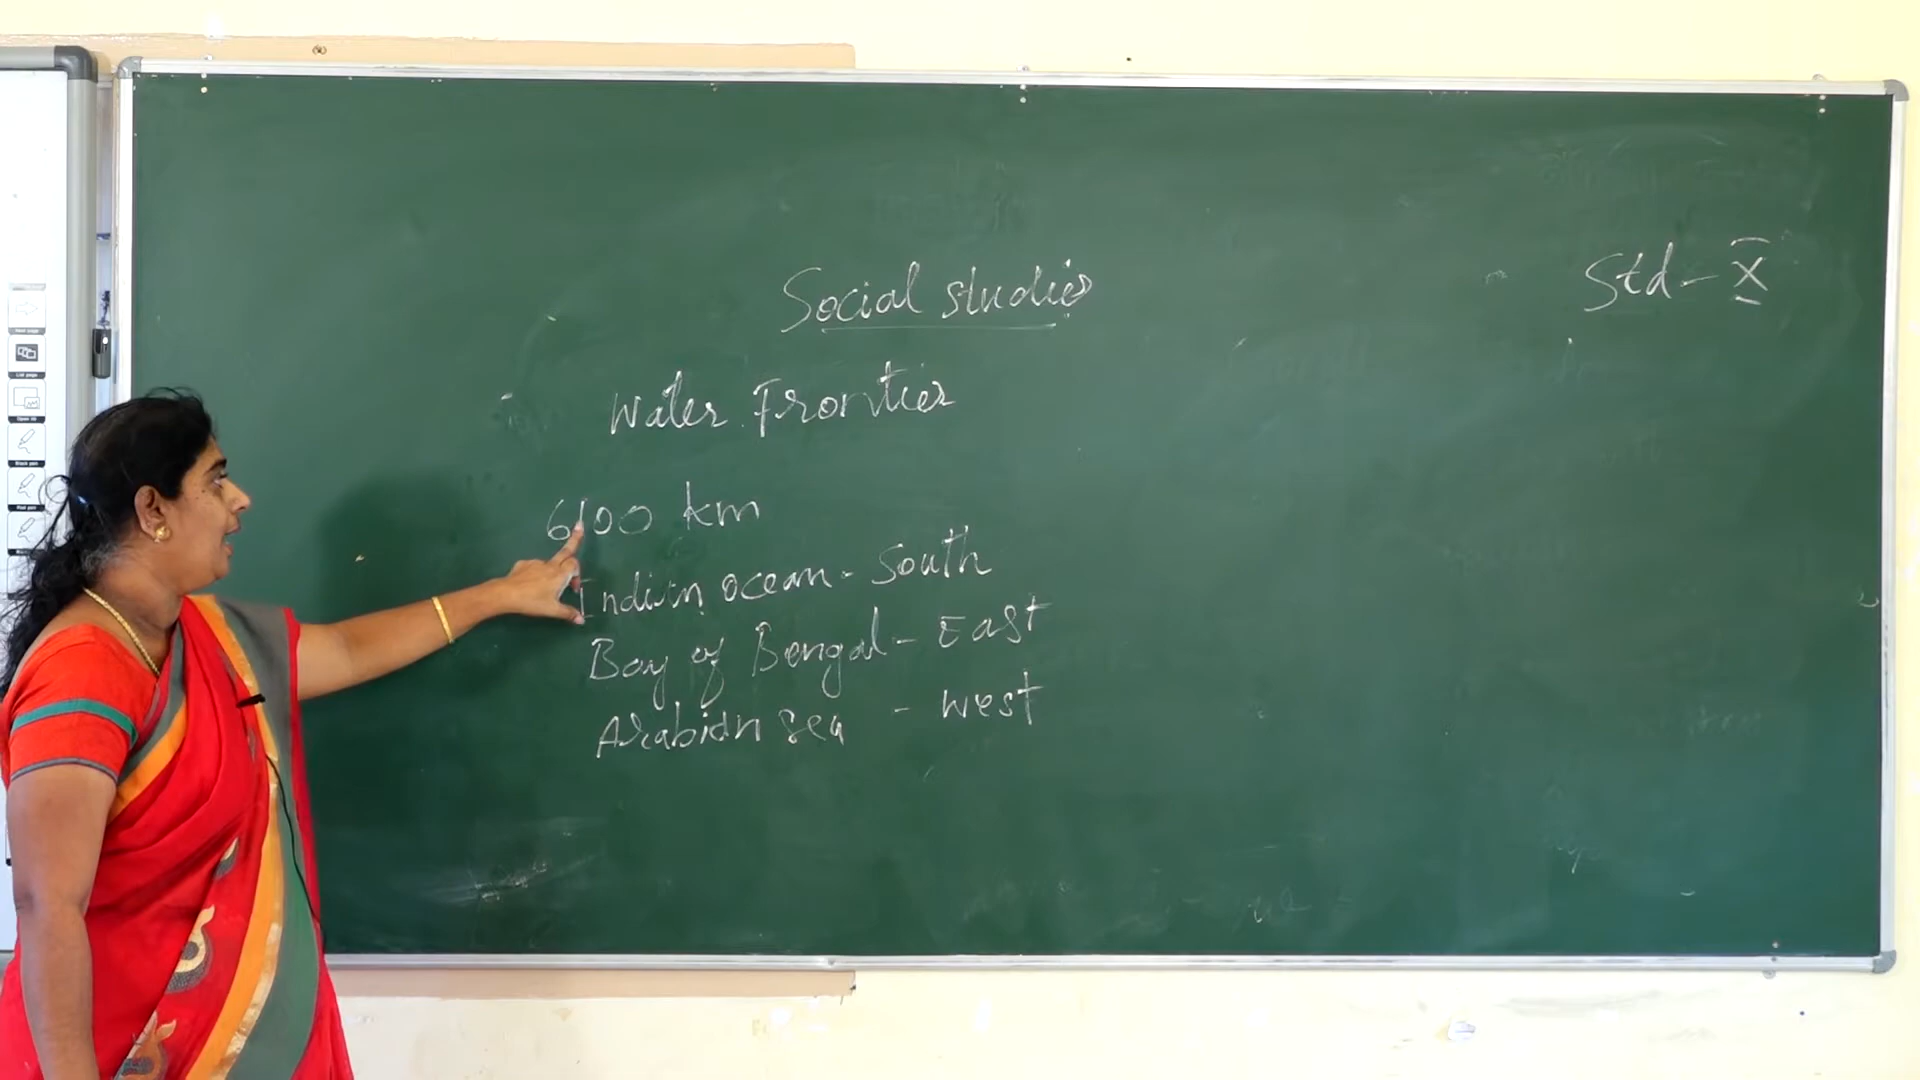 Social studies
Std - X
Water Frontier
6100 km
Indian ocean - South
Bay of Bengal - East
Arabian sea - West